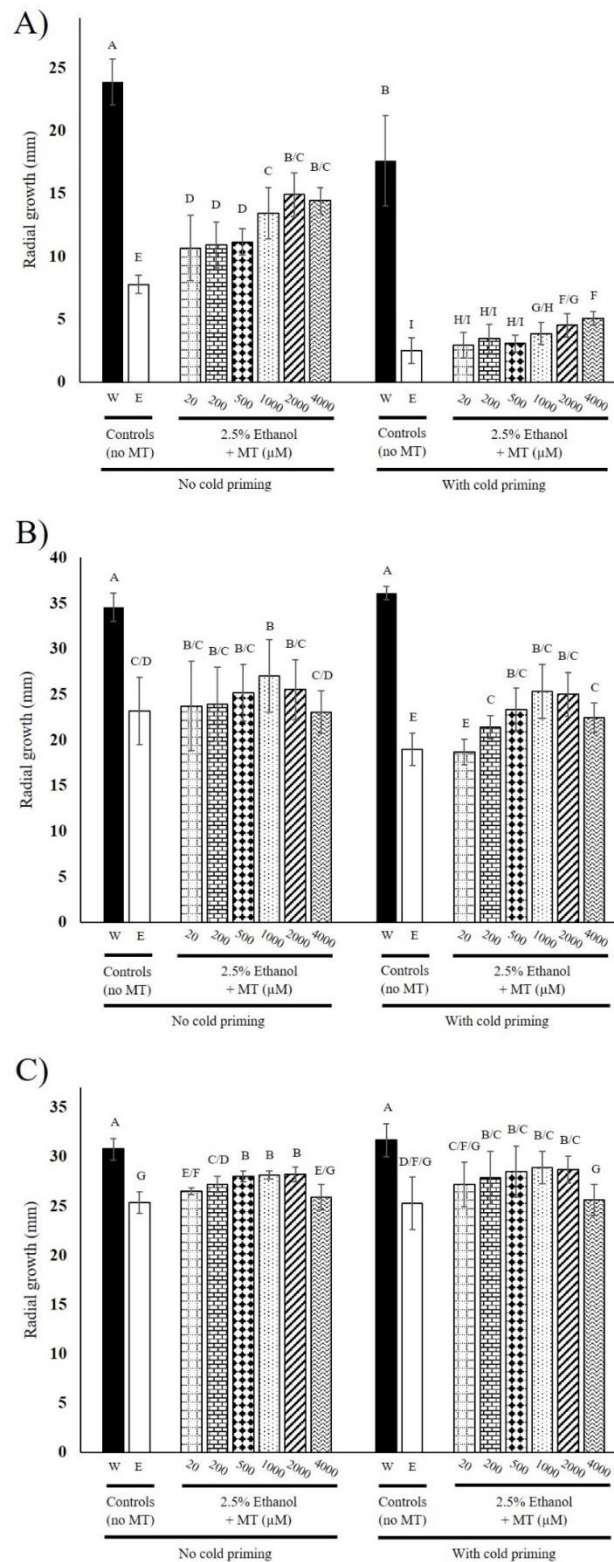 A)
Radial growth (mm)
25
20
15
10
5
0
A
E
D
D
D
C
B/C
B/C
B
I
H/I
H/I
H/I
G/H
F/G
F
W E 20 200 500 1000 2000 4000 W E 20 200 500 1000 2000 4000
Controls 2.5% Ethanol Controls 2.5% Ethanol
(no MT) + MT (µM) (no MT) + MT (µM)
No cold priming With cold priming
B)
Radial growth (mm)
40
35
30
25
20
15
10
5
0
A
C/D
B/C
B/C
B/C
B
B/C
C/D
A
E
E
C
B/C
B/C
B/C
C
W E 20 200 500 1000 2000 4000 W E 20 200 500 1000 2000 4000
Controls 2.5% Ethanol Controls 2.5% Ethanol
(no MT) + MT (µM) (no MT) + MT (µM)
No cold priming With cold priming
C)
Radial growth (mm)
35
30
25
20
15
10
5
0
A
G
E/F
C/D
B
B
B
E/G
A
D/F/G
C/F/G
B/C
B/C
B/C
B/C
G
W E 20 200 500 1000 2000 4000 W E 20 200 500 1000 2000 4000
Controls 2.5% Ethanol Controls 2.5% Ethanol
(no MT) + MT (µM) (no MT) + MT (µM)
No cold priming With cold priming